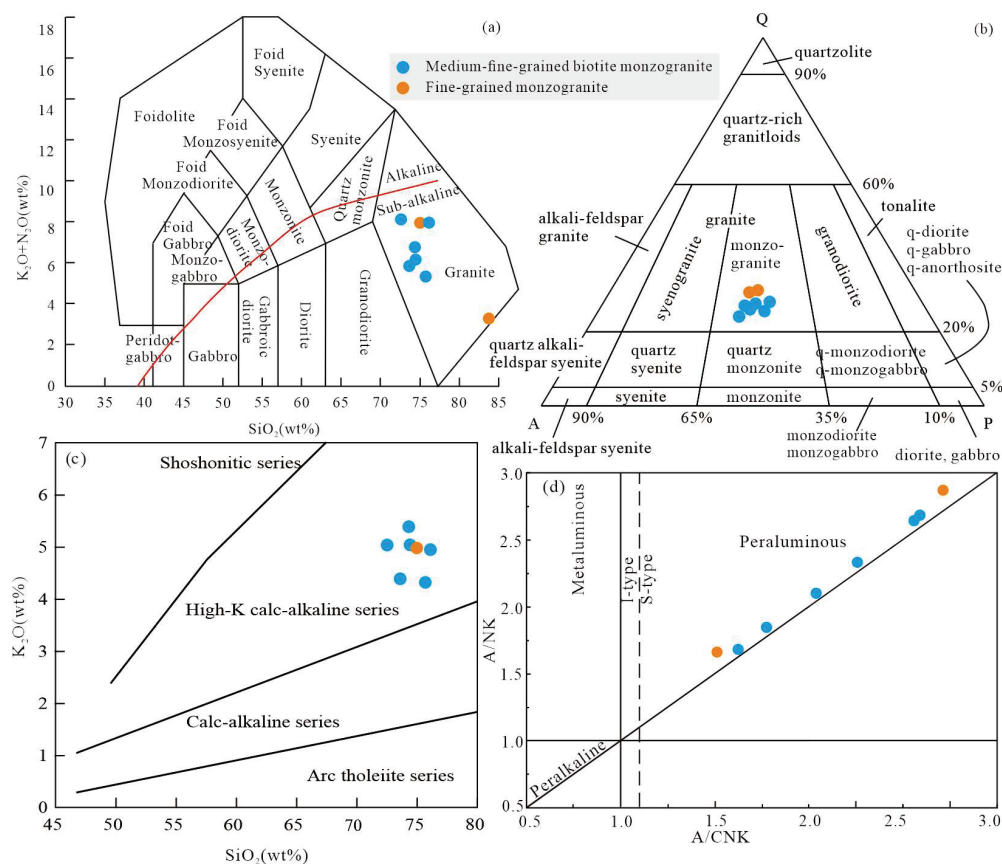 (a)
18
16
14
12
10
8
6
4
2
0
K₂O+N₂O(wt%)
30
35
40
45
50
55
60
65
70
75
80
85
SiO₂(wt%)
Foidolite
Foid
Syenite
Foid
Monzosyenite
Foid
Monzodiorite
Foid
Gabbro
Monzo-
gabbro
Peridot-
gabbro
Gabbro
Monzo-
diorite
Monzonite
Syenite
Quartz
monzonite
Alkaline
Sub-alkaline
Gabbroic
diorite
Diorite
Granodiorite
Granite
Medium-fine-grained biotite monzogranite
Fine-grained monzogranite
(b)
Q
quartzolite
90%
quartz-rich
granitloids
60%
tonalite
alkali-feldspar
granite
granite
syenogranite
monzo-
granite
granodiorite
q-diorite
q-gabbro
q-anorthosite
20%
quartz alkali-
feldspar syenite
quartz
syenite
quartz
monzonite
q-monzodiorite
q-monzogabbro
5%
syenite
monzonite
A
90%
65%
35%
10%
P
alkali-feldspar syenite
monzodiorite
monzogabbro
diorite, gabbro
(c)
7
6
5
4
3
2
1
0
K₂O(wt%)
Shoshonitic series
High-K calc-alkaline series
Calc-alkaline series
Arc tholeiite series
45
50
55
60
65
70
75
80
SiO₂(wt%)
(d)
3.0
2.5
2.0
1.5
1.0
0.5
A/NK
Metaluminous
I-type
S-type
Peraluminous
Peralkaline
0.5
1.0
1.5
2.0
2.5
3.0
A/CNK